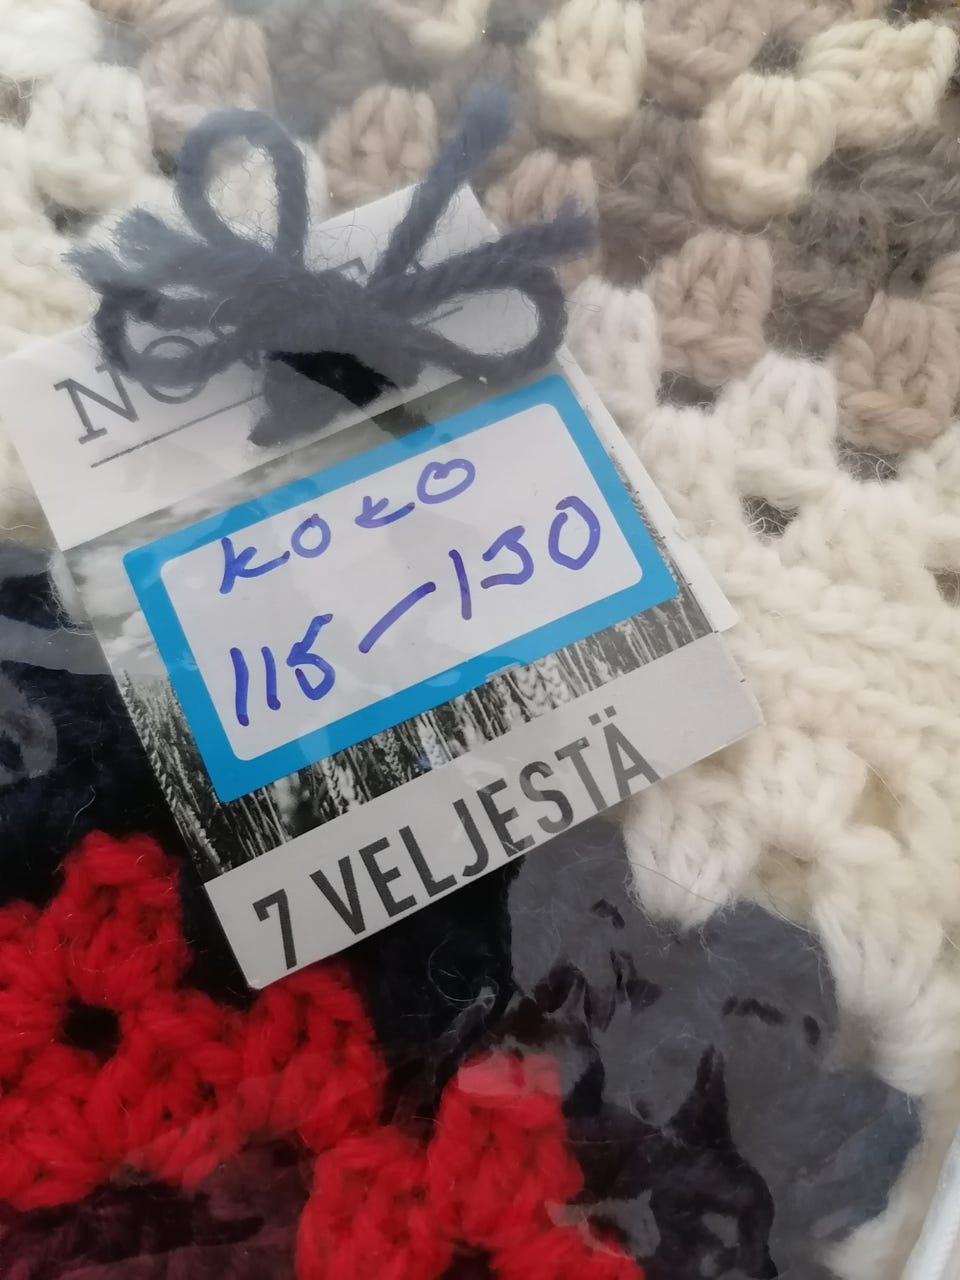 KOKO
115-130
7 VELJESTÄ